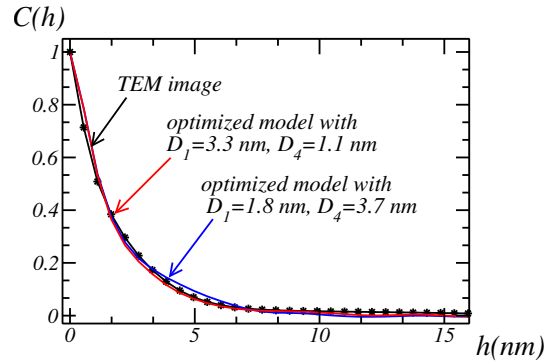 C(h)
1
TEM image
0.8
optimized model with
D1=3.3 nm, D4=1.1 nm
0.6
optimized model with
D1=1.8 nm, D4=3.7 nm
0.4
0.2
0
0
5
10
15
h(nm)